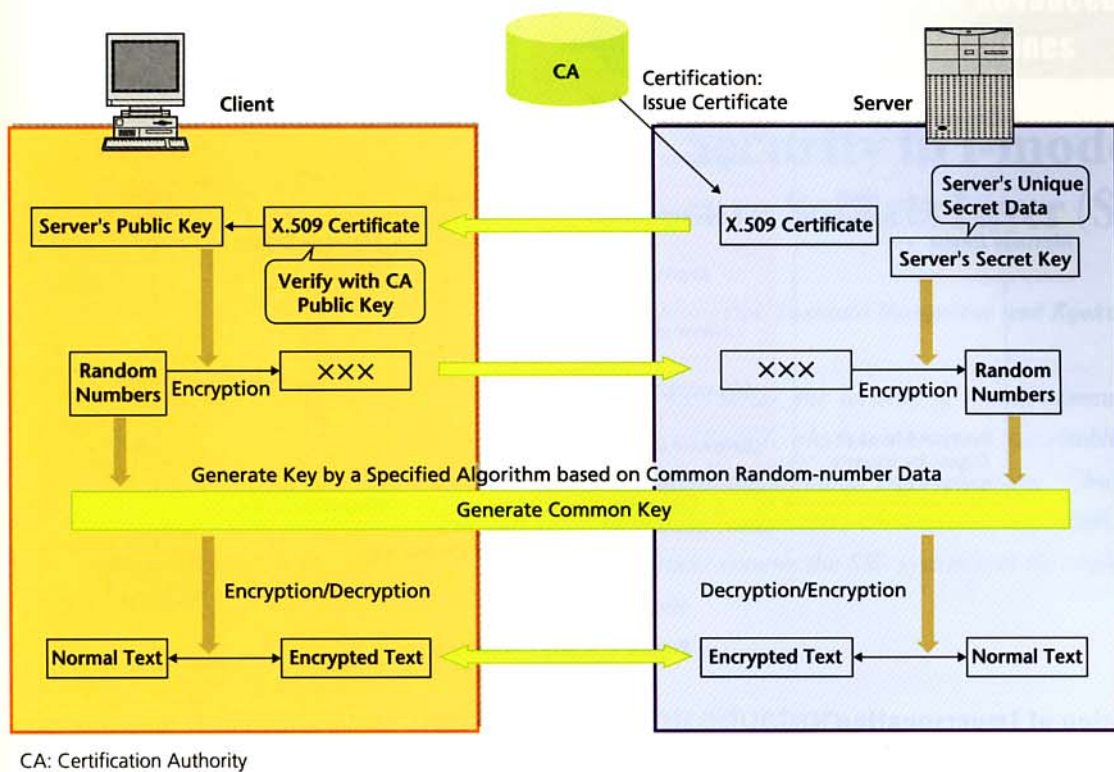 CA
Certification:
Issue Certificate
Client
Server
Server's Public Key
X.509 Certificate
Verify with CA
Public Key
X.509 Certificate
Server's Unique
Secret Data
Server's Secret Key
Random
Numbers
Encryption
×××
×××
Encryption
Random
Numbers
Generate Key by a Specified Algorithm based on Common Random-number Data
Generate Common Key
Encryption/Decryption
Decryption/Encryption
Normal Text
Encrypted Text
Encrypted Text
Normal Text
CA: Certification Authority